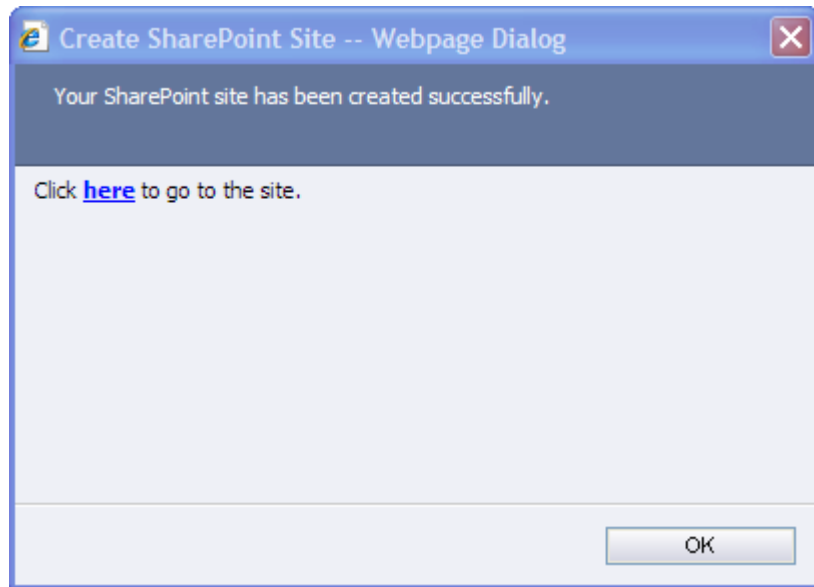 Create SharePoint Site -- Webpage Dialog
Your SharePoint site has been created successfully.
Click here to go to the site.
OK